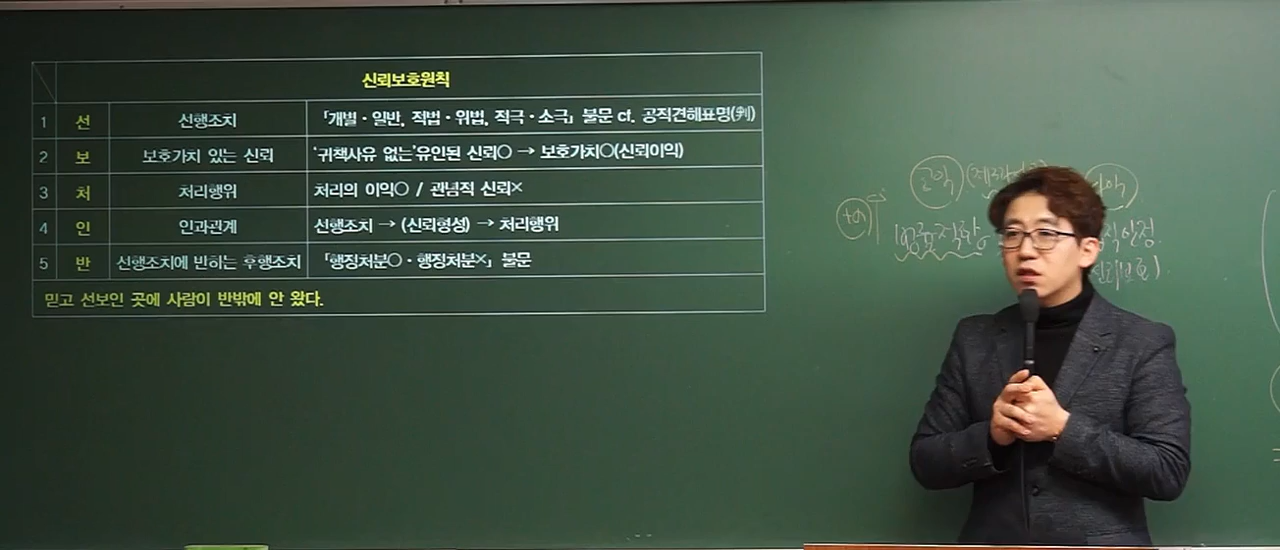 신뢰보호원칙
1 선 선행조치 「개별·일반, 적법·위법, 적극·소극」 불문 cf. 공적견해표명(判)
2 보 보호가치 있는 신뢰 '귀책사유 없는'유인된 신뢰○ → 보호가치○(신뢰이익)
3 처 처리행위 처리의 이익○ / 관념적 신뢰×
4 인 인과관계 선행조치 → (신뢰형성) → 처리행위
5 반 선행조치에 반하는 후행조치 「행정처분○·행정처분×」 불문
믿고 선보인 곳에 사람이 반밖에 안 왔다.
공익